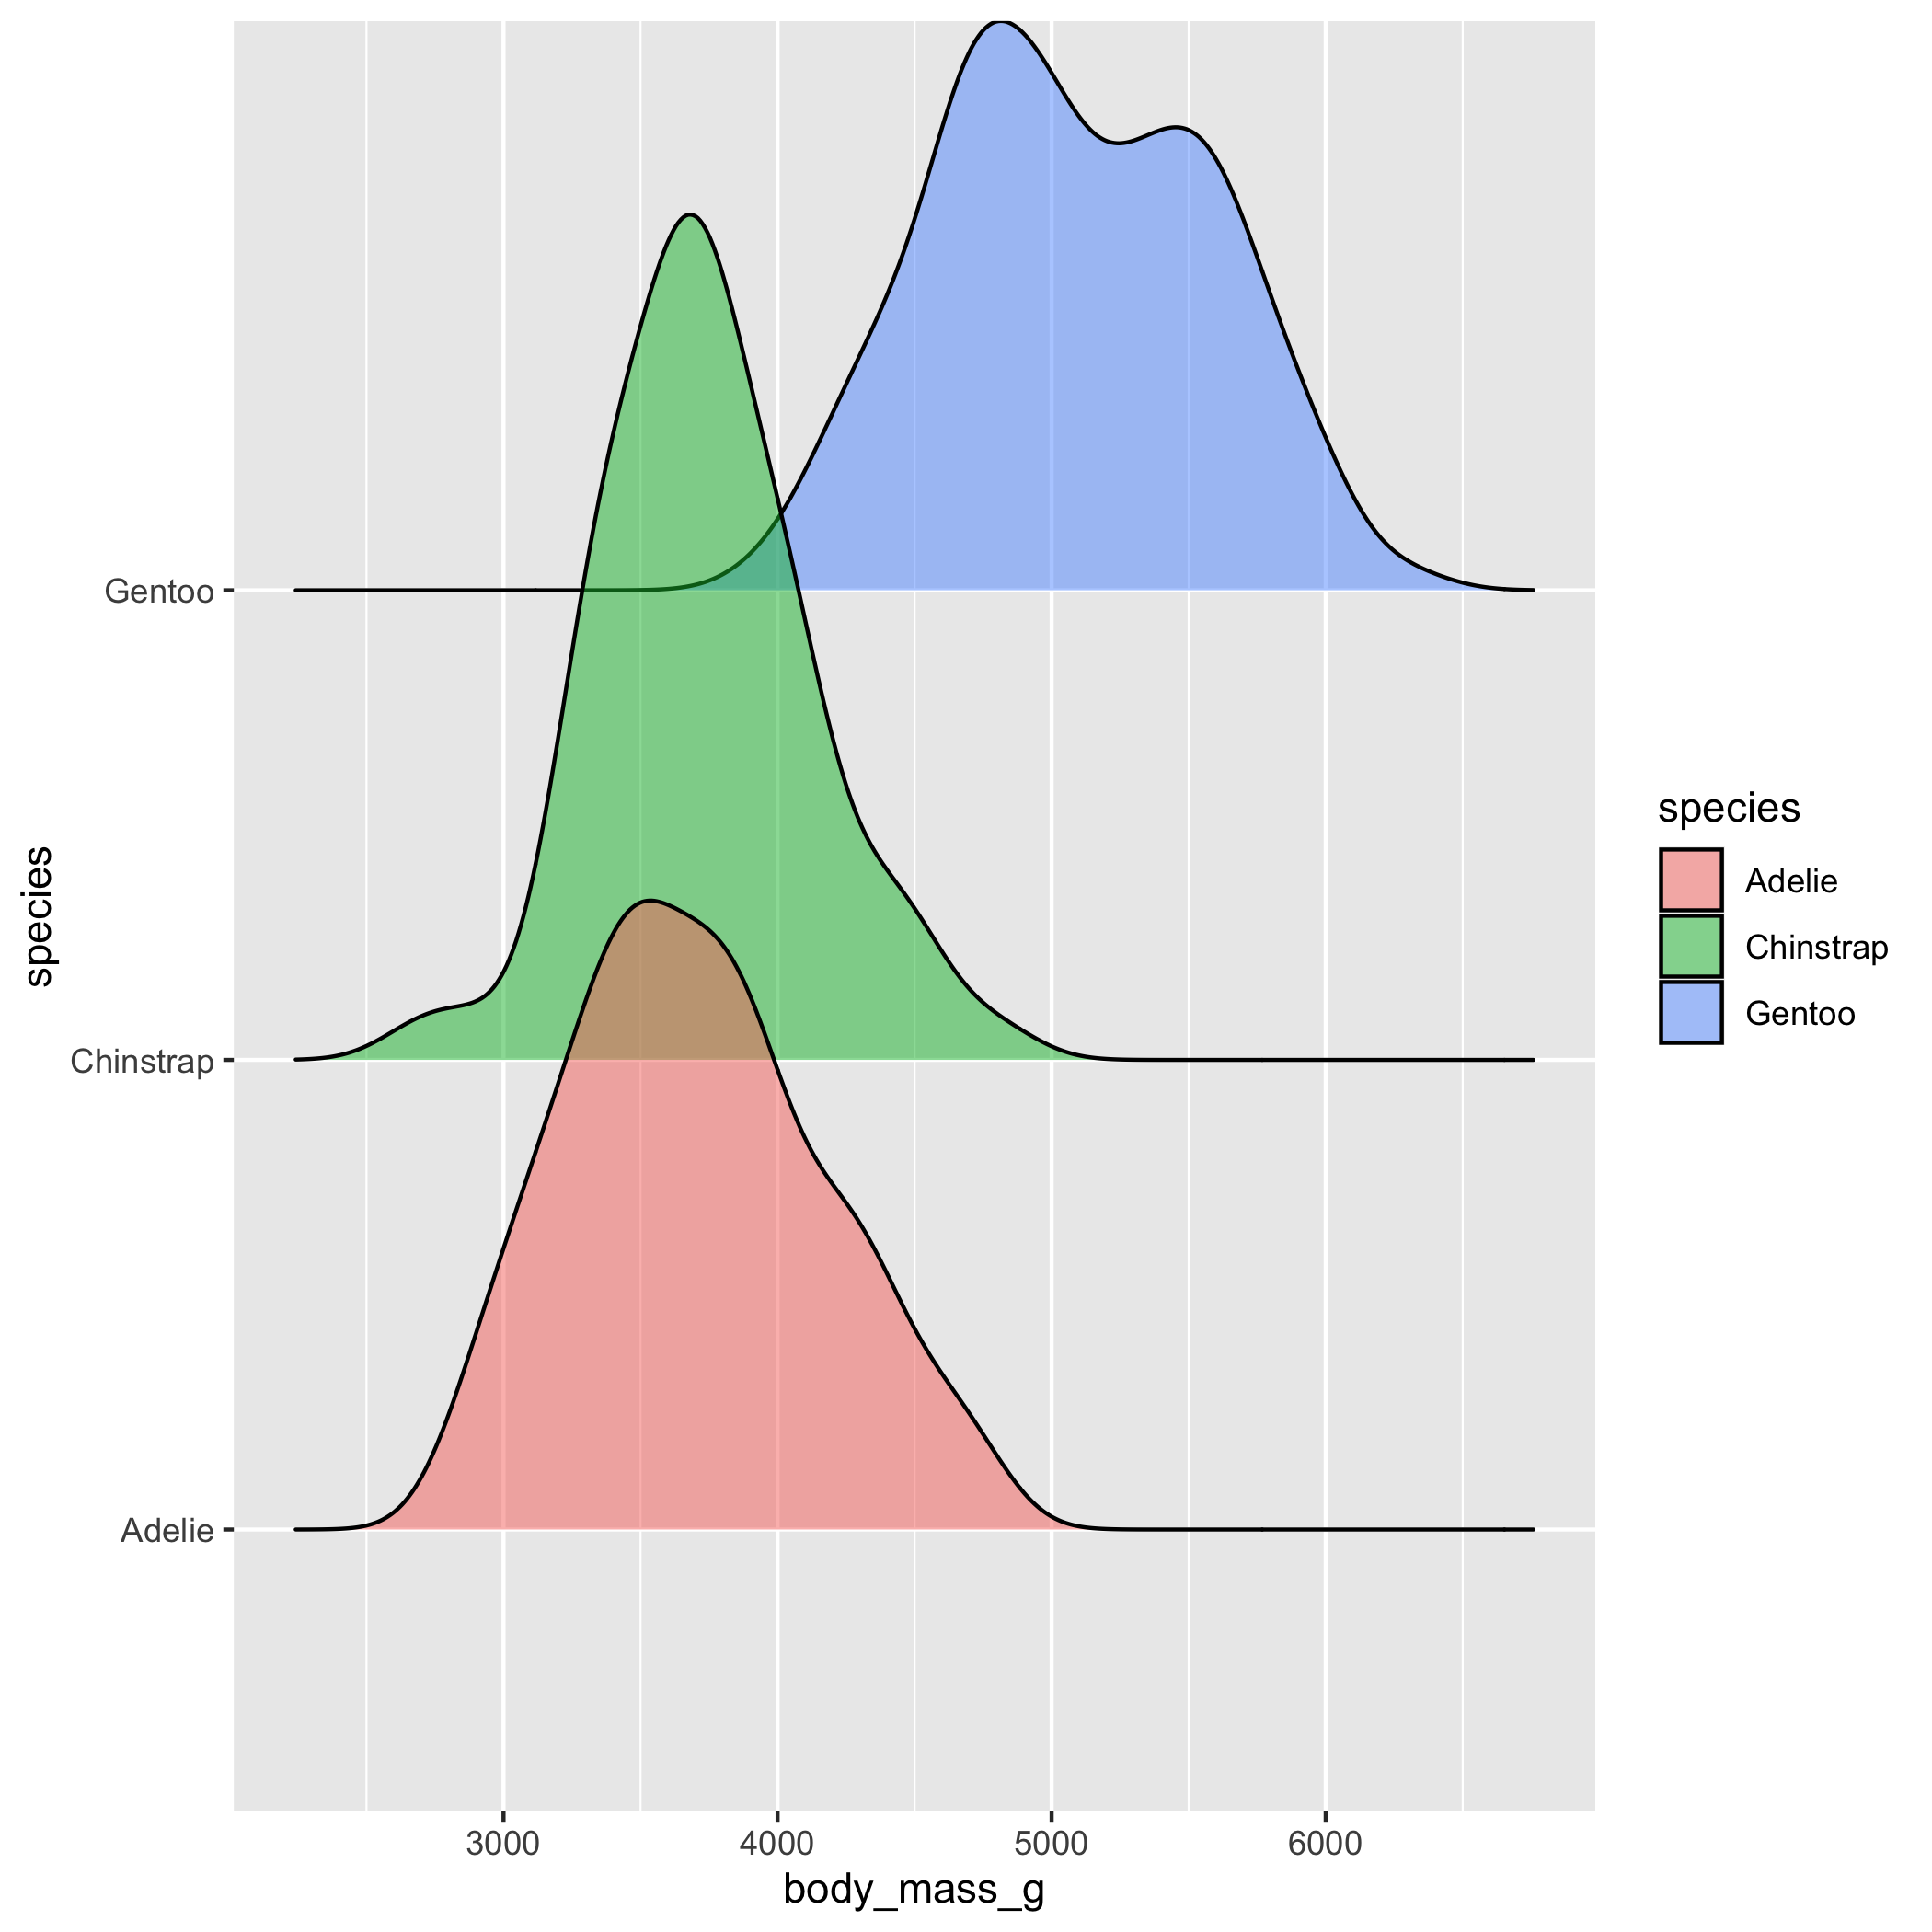 Gentoo
Chinstrap
Adelie
species
3000 4000 5000 6000
body_mass_g
species
Adelie
Chinstrap
Gentoo